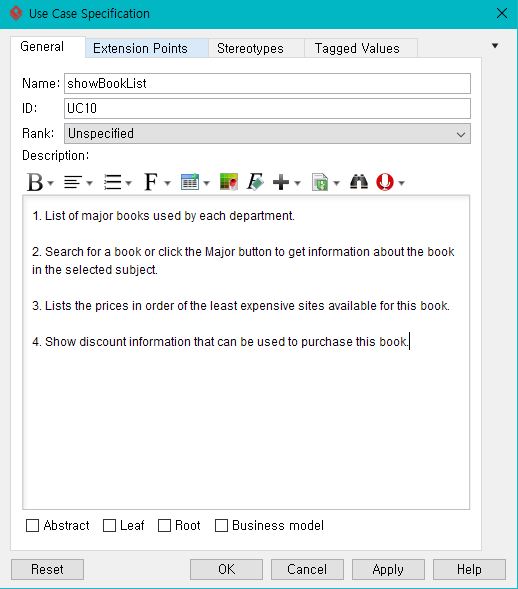 Use Case Specification
General
Extension Points
Stereotypes
Tagged Values
Name: showBookList
ID: UC10
Rank: Unspecified
Description:
B
F
1. List of major books used by each department.
2. Search for a book or click the Major button to get information about the book
in the selected subject.
3. Lists the prices in order of the least expensive sites available for this book.
4. Show discount information that can be used to purchase this book.
Abstract
Leaf
Root
Business model
Reset
OK
Cancel
Apply
Help